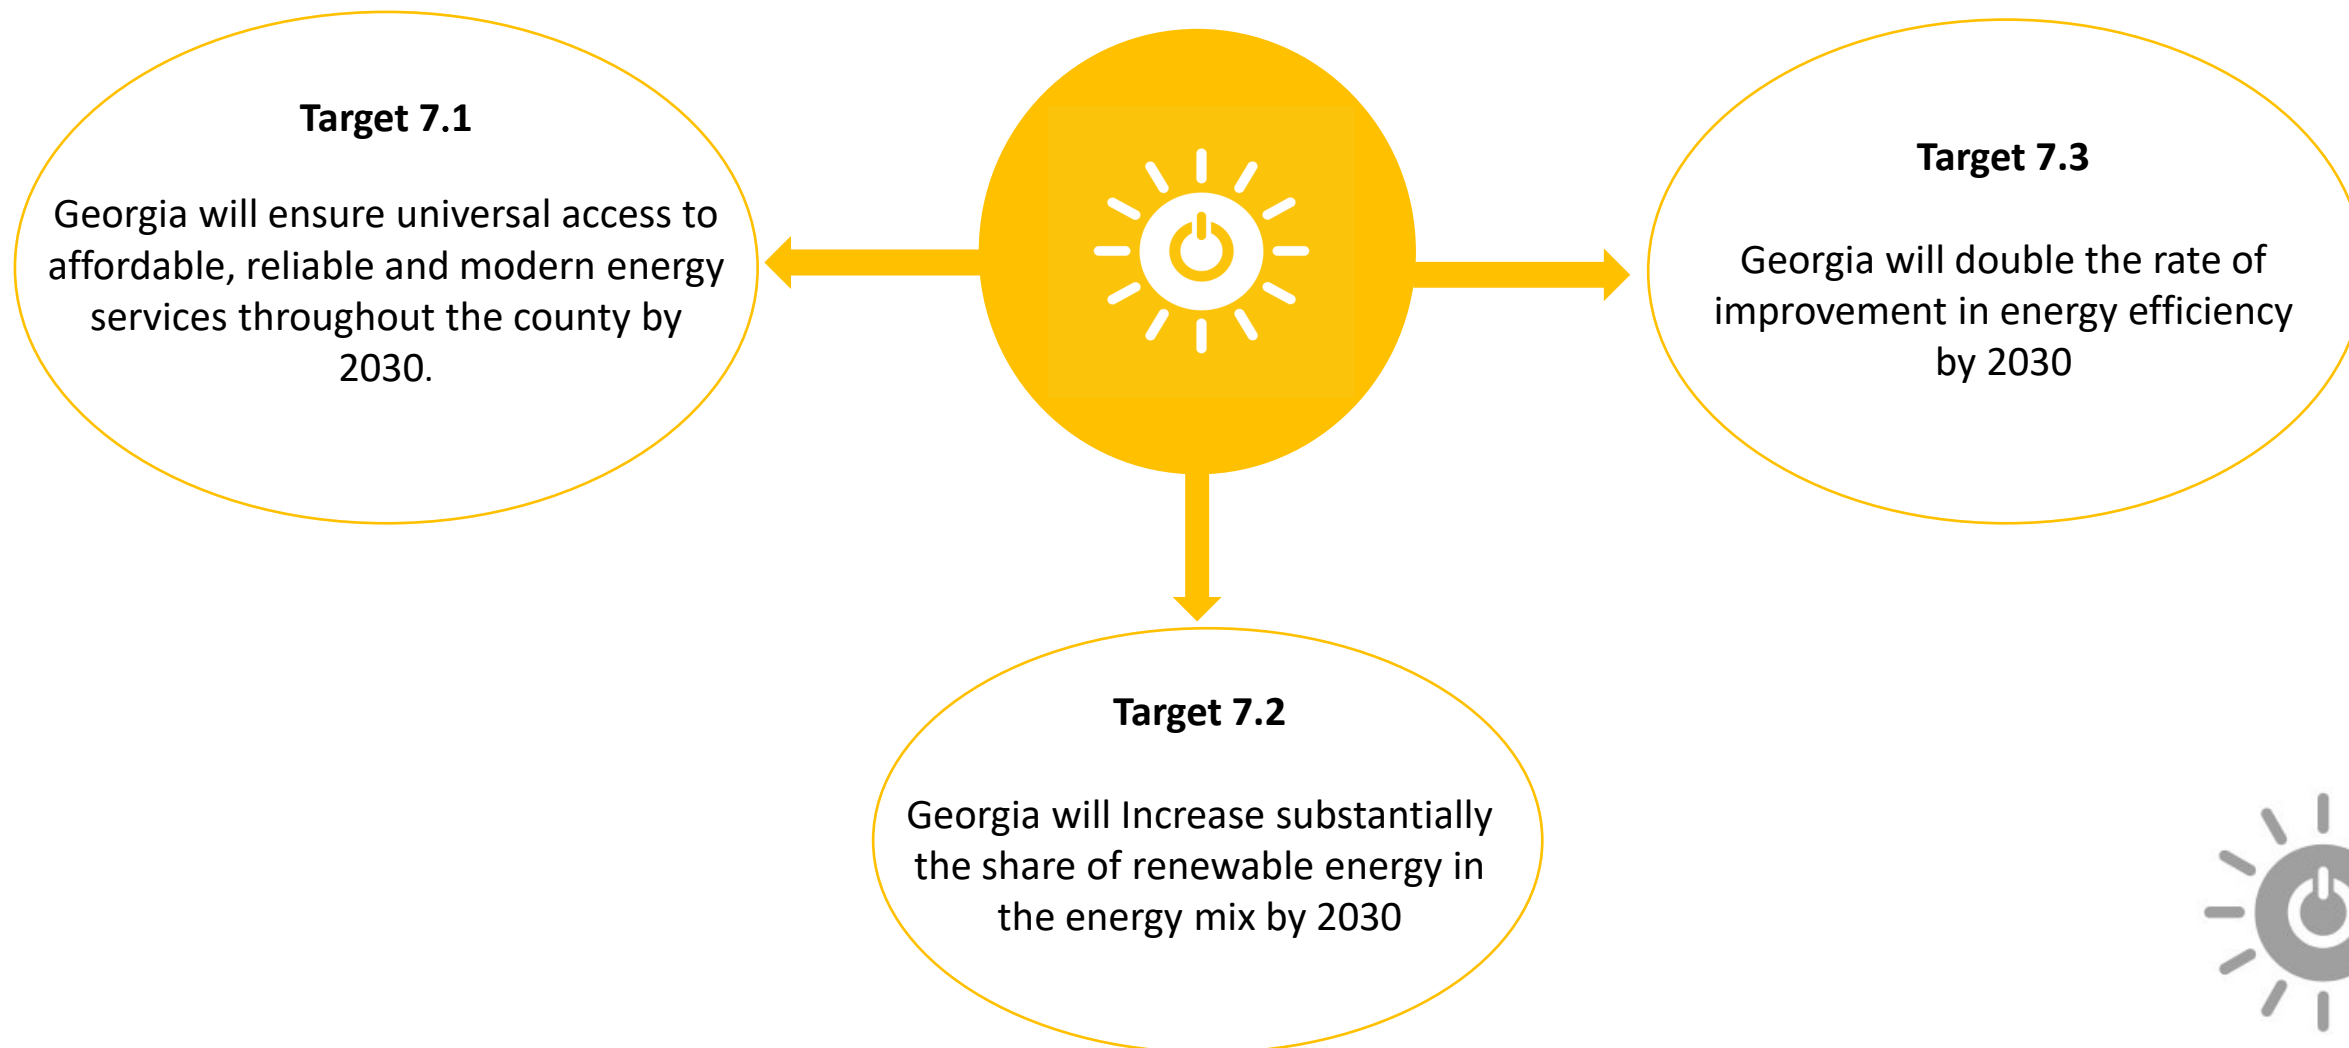 Target 7.1
Georgia will ensure universal access to
affordable, reliable and modern energy
services throughout the county by
2030.
Target 7.2
Georgia will Increase substantially
the share of renewable energy in
the energy mix by 2030
Target 7.3
Georgia will double the rate of
improvement in energy efficiency
by 2030